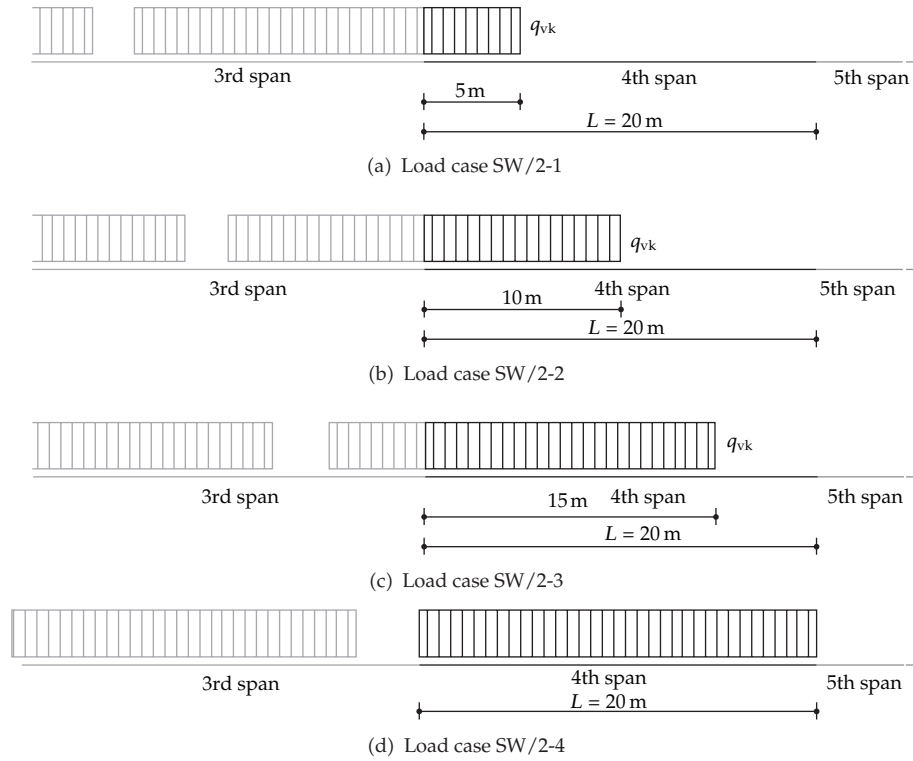 q_vk
3rd span
4th span
5th span
5 m
L = 20 m
(a) Load case SW/2-1
q_vk
3rd span
4th span
5th span
10 m
L = 20 m
(b) Load case SW/2-2
q_vk
3rd span
4th span
5th span
15 m
L = 20 m
(c) Load case SW/2-3
3rd span
4th span
5th span
L = 20 m
(d) Load case SW/2-4